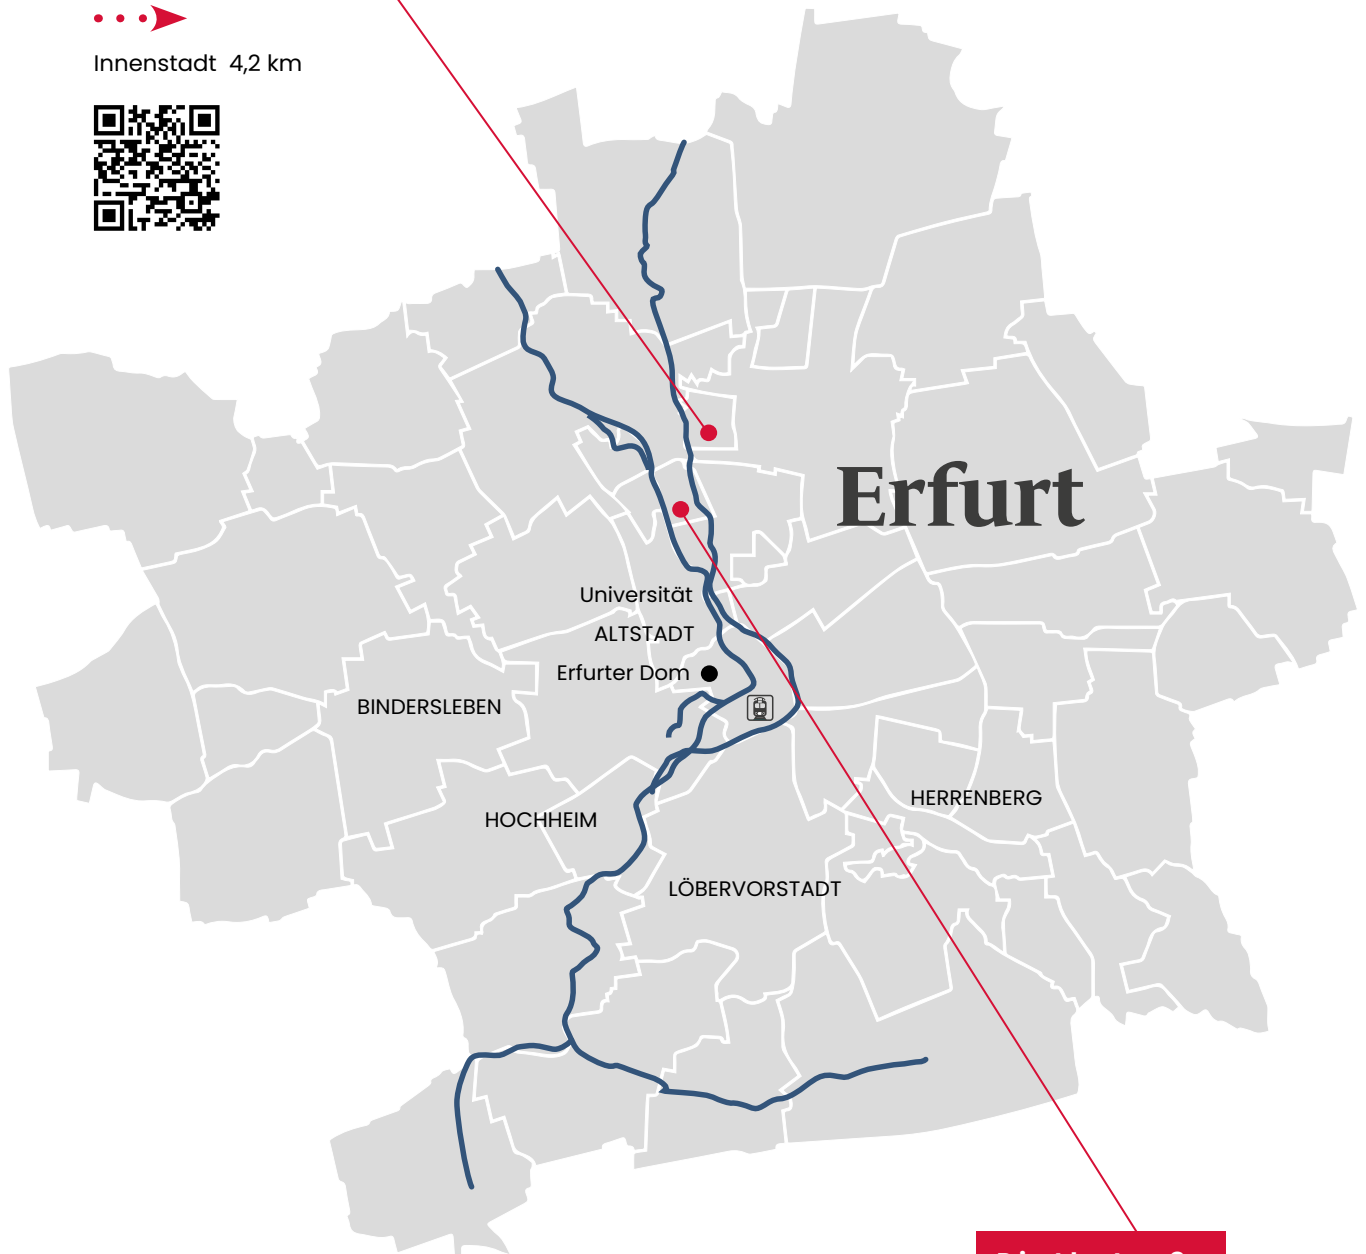 Innenstadt 4,2 km
Erfurt
Universität
ALTSTADT
Erfurter Dom
BINDERSLEBEN
HERRENBERG
HOCHHEIM
LÖBERVORSTADT